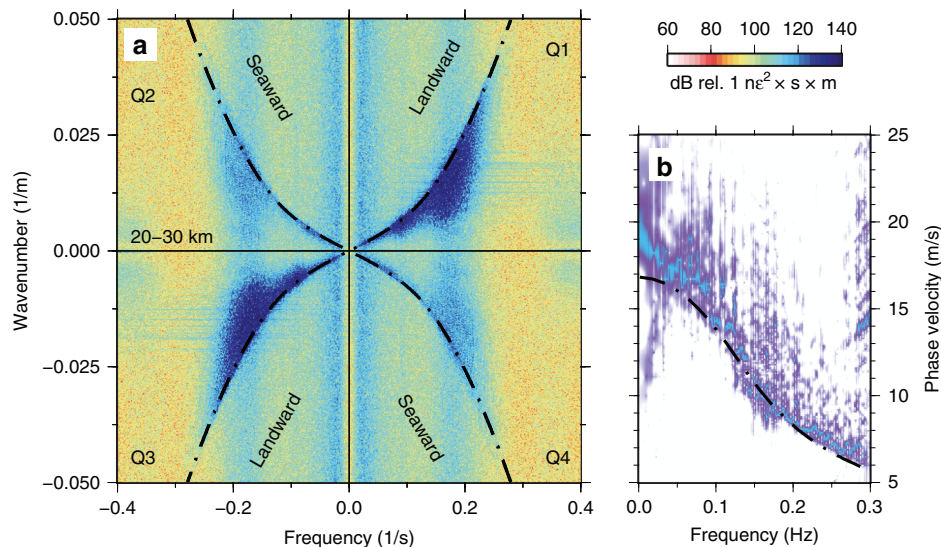 a
Q1
Q2
Seaward
Landward
20–30 km
Landward
Seaward
Q3
Q4
0.050
0.025
0.000
−0.025
−0.050
Wavenumber (1/m)
−0.4 −0.2 0.0 0.2 0.4
Frequency (1/s)
60 80 100 120 140
dB rel. 1 nε² × s × m
b
25
20
15
10
5
Phase velocity (m/s)
0.0 0.1 0.2 0.3
Frequency (Hz)